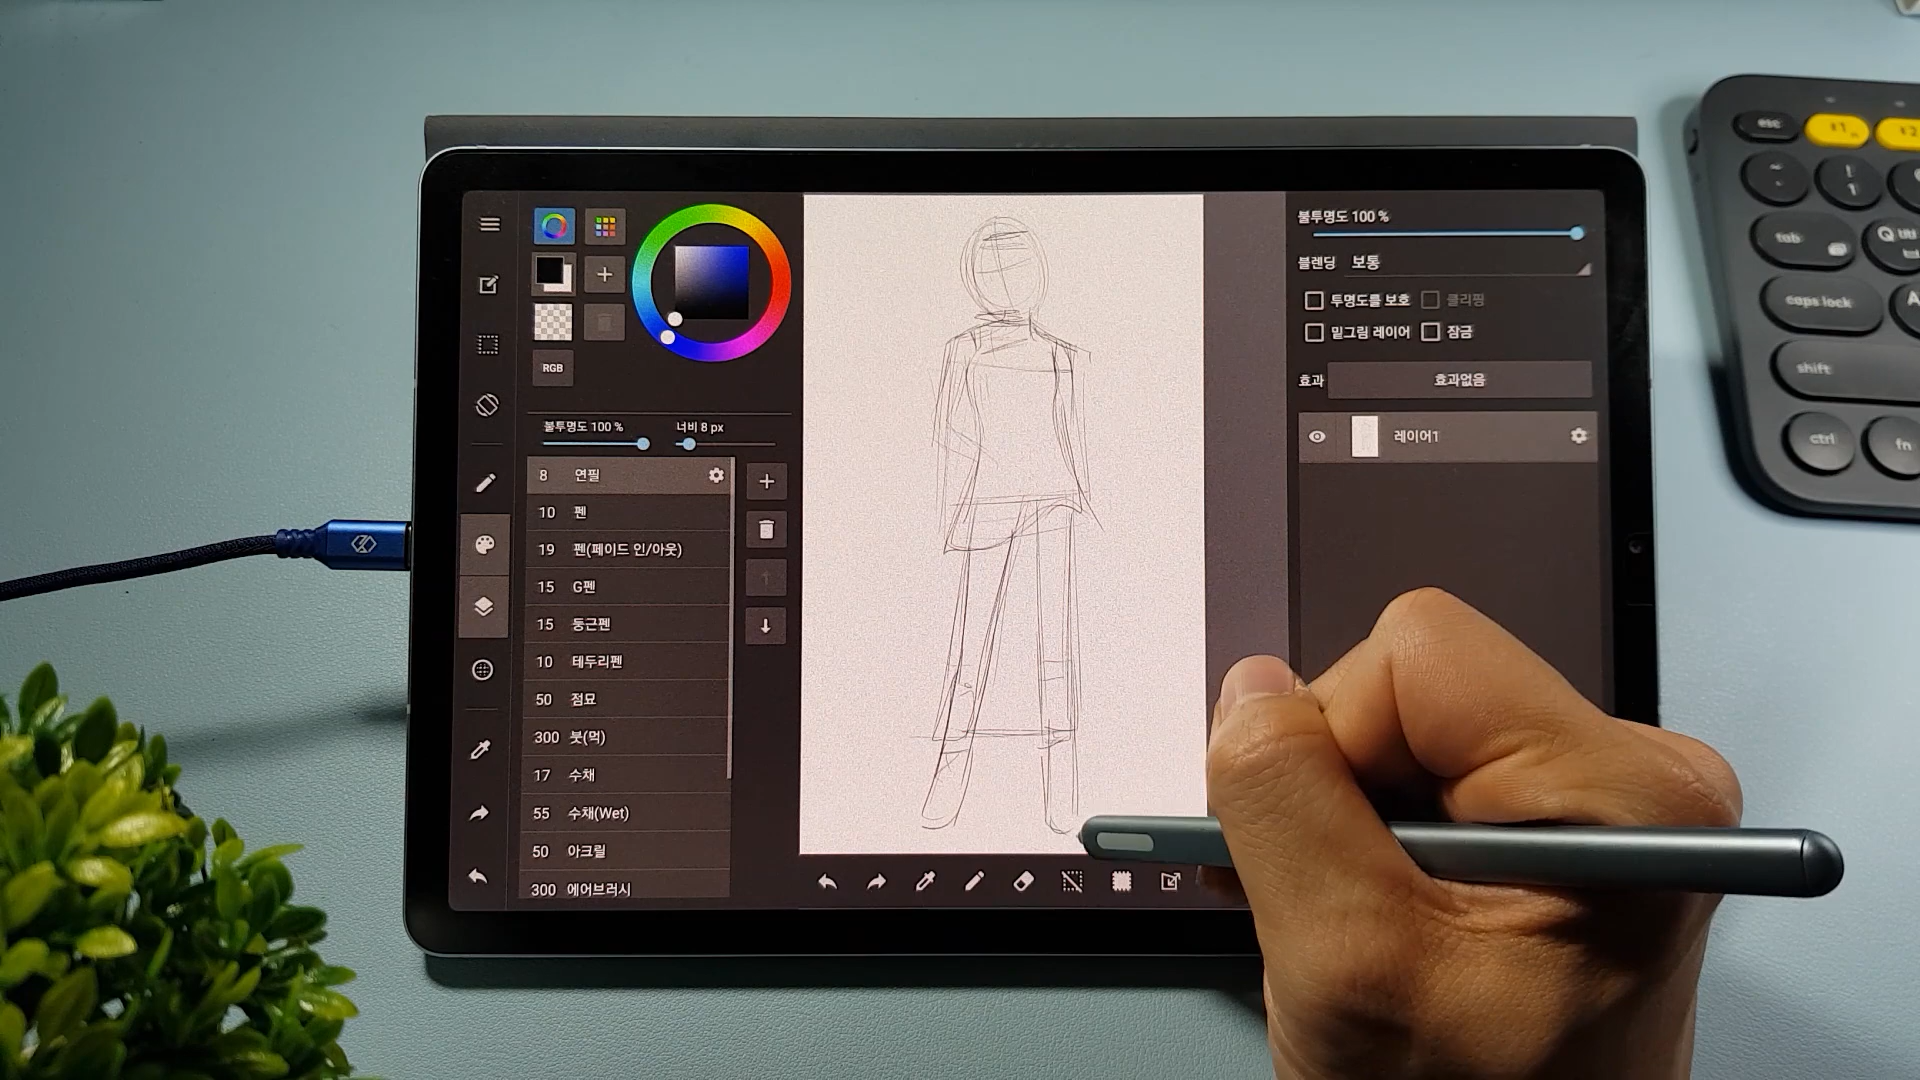 RGB
불투명도 100 %
너비 8 px
8 연필
10 펜
19 펜(페이드 인/아웃)
15 G펜
15 둥근펜
10 테두리펜
50 점묘
300 붓(먹)
17 수채
55 수채(Wet)
50 아크릴
300 에어브러시
불투명도 100 %
블렌딩 보통
투명도를 보호 클리핑
밑그림 레이어 잠금
효과 효과없음
레이어1
esc
tab
Q
caps lock
A
shift
ctrl
fn